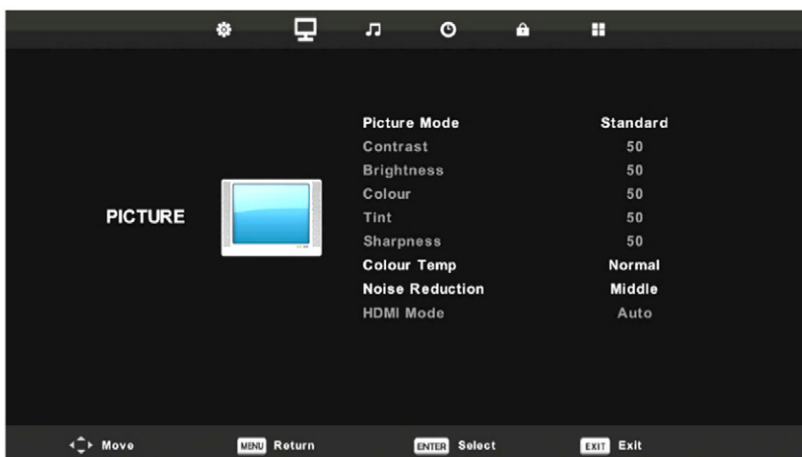 Picture Mode Standard
Contrast 50
Brightness 50
Colour 50
PICTURE
Tint 50
Sharpness 50
Colour Temp Normal
Noise Reduction Middle
HDMI Mode Auto
Move MENU Return ENTER Select EXIT Exit